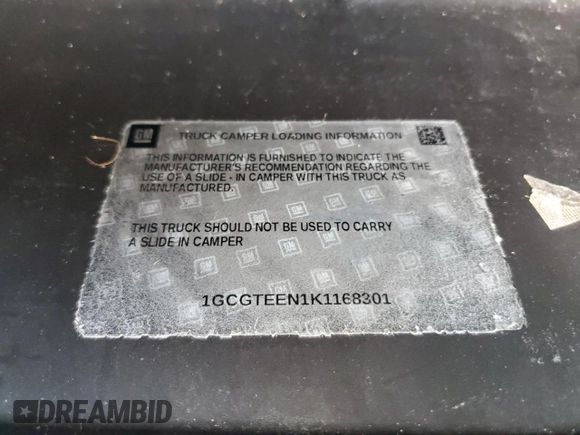 GM TRUCK CAMPER LOADING INFORMATION
THIS INFORMATION IS FURNISHED TO INDICATE THE
MANUFACTURER'S RECOMMENDATION REGARDING THE
USE OF A SLIDE - IN CAMPER WITH THIS TRUCK AS
MANUFACTURED.
THIS TRUCK SHOULD NOT BE USED TO CARRY
A SLIDE IN CAMPER
1GCGTEEN1K1168301
DREAMBID